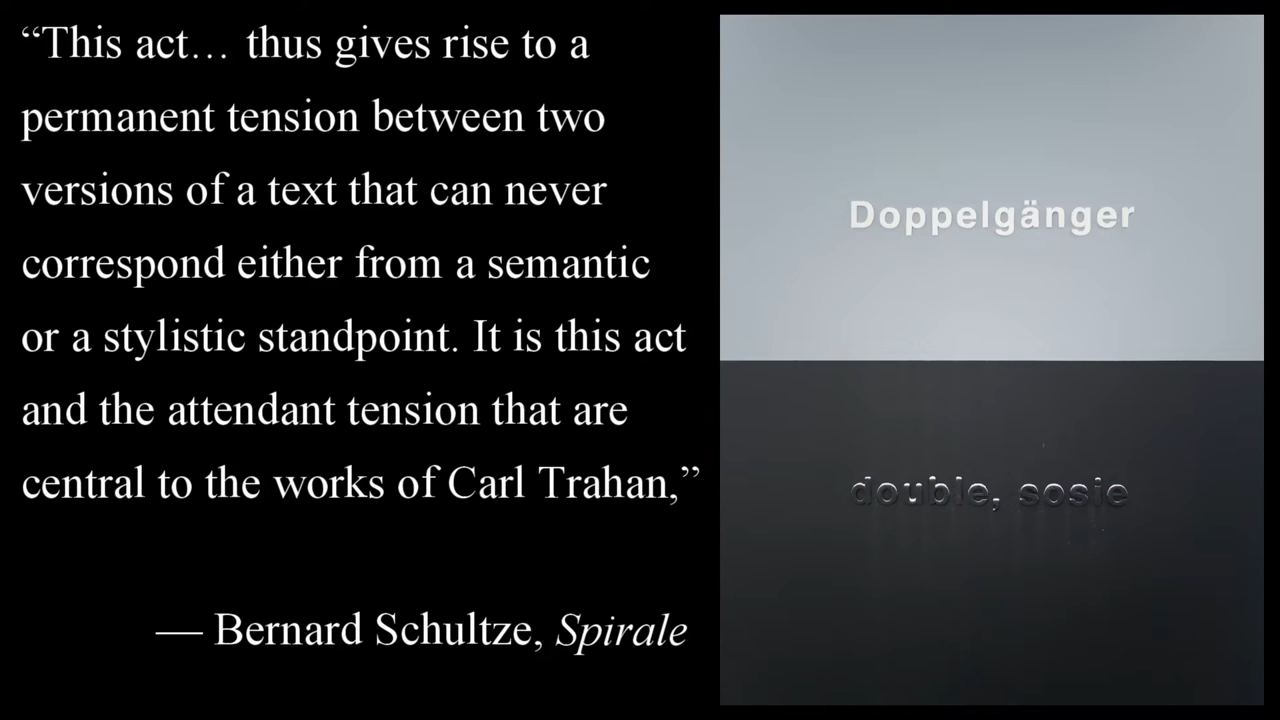 “This act… thus gives rise to a
permanent tension between two
versions of a text that can never
correspond either from a semantic
or a stylistic standpoint. It is this act
and the attendant tension that are
central to the works of Carl Trahan,”
— Bernard Schultze, Spirale
Doppelgänger
double, sosie